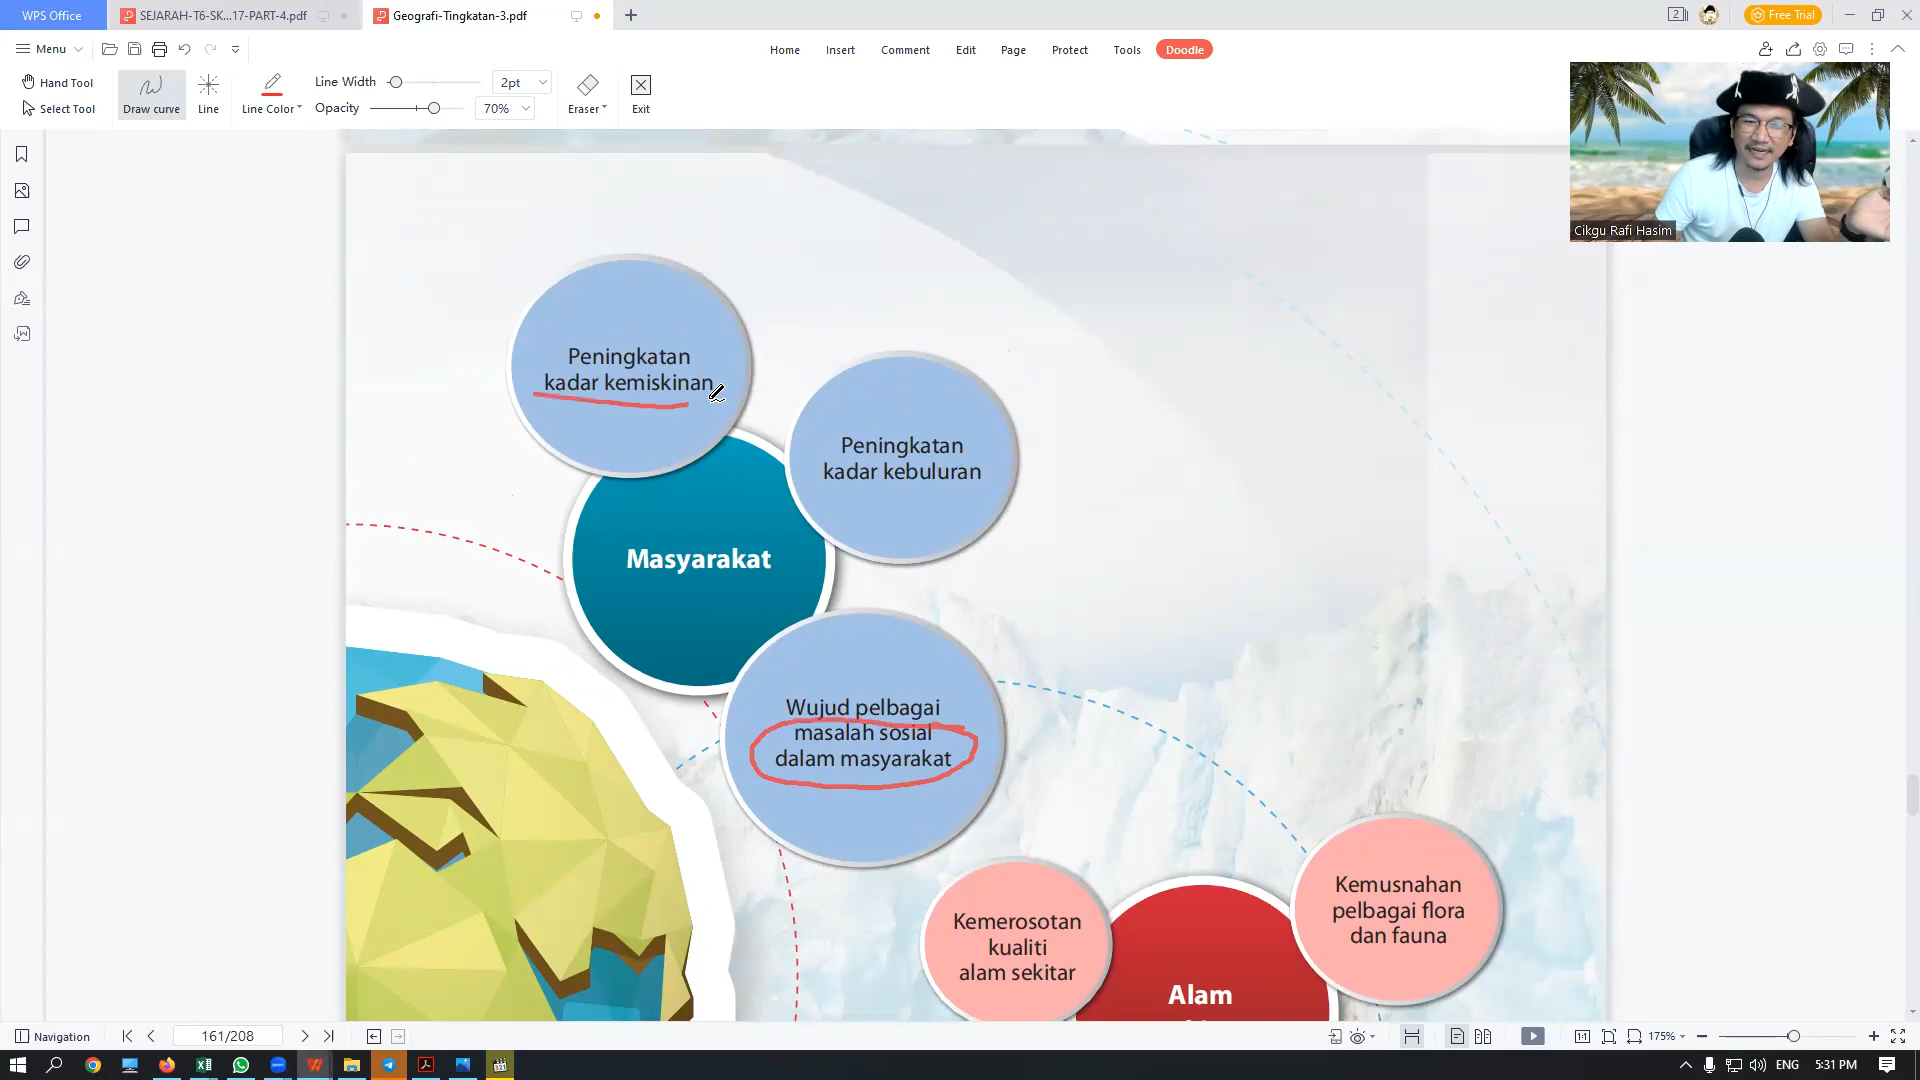 WPS Office
SEJARAH-T6-SK...17-PART-4.pdf
Geografi-Tingkatan-3.pdf
2
Free Trial
Menu
Home
Insert
Comment
Edit
Page
Protect
Tools
Doodle
Hand Tool
Select Tool
Draw curve
Line
Line Color
Line Width
2pt
Opacity
70%
Eraser
Exit
Cikgu Rafi Hasim
Peningkatan
kadar kemiskinan
Peningkatan
kadar kebuluran
Masyarakat
Wujud pelbagai
masalah sosial
dalam masyarakat
Kemusnahan
pelbagai flora
dan fauna
Kemerosotan
kualiti
alam sekitar
Alam
Navigation
161/208
175%
ENG
5:31 PM